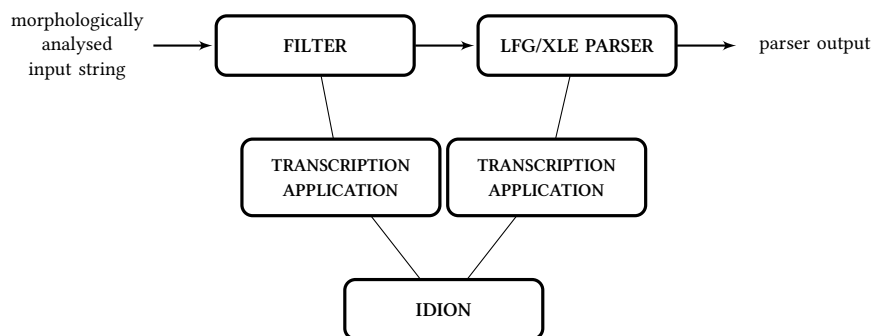 morphologically
analysed
input string
FILTER
LFG/XLE PARSER
parser output
TRANSCRIPTION
APPLICATION
TRANSCRIPTION
APPLICATION
IDION